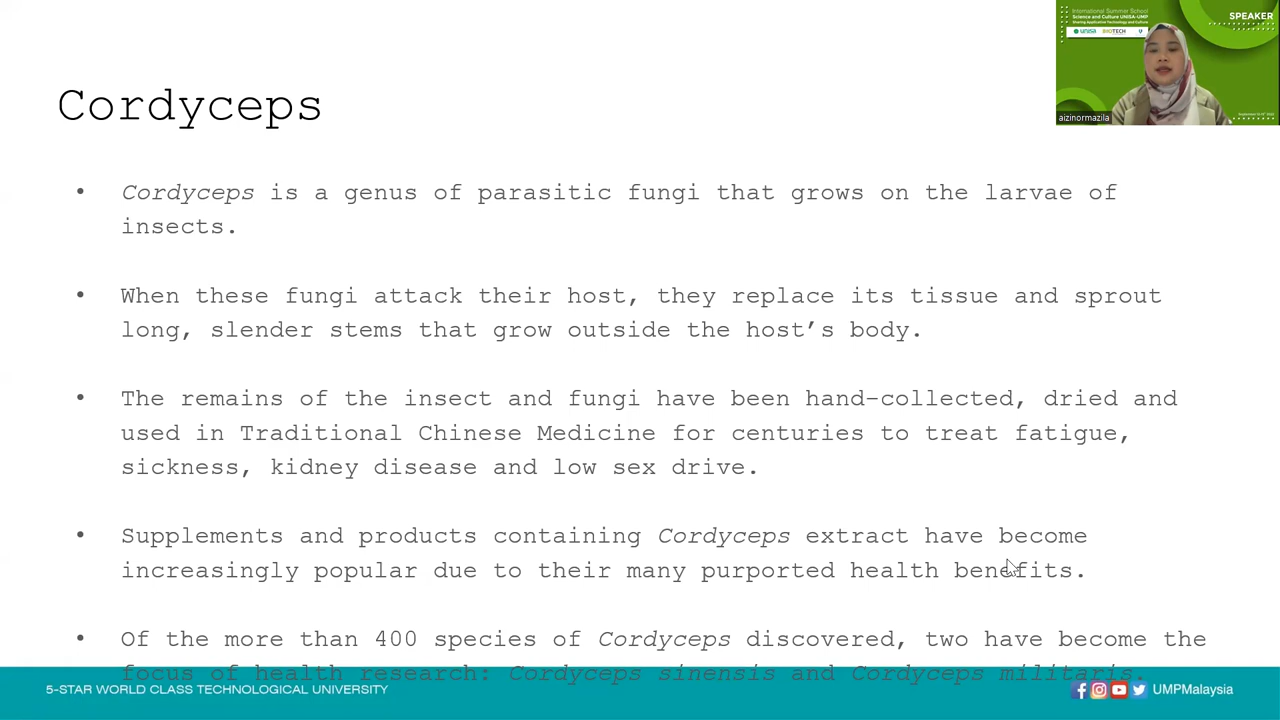 International Summer School
Science and Culture UNISA-UMP
Sharing Application Technology and Culture
SPEAKER
UNISA
BIOTECH
aizinormazila
Cordyceps
• Cordyceps is a genus of parasitic fungi that grows on the larvae of
insects.
• When these fungi attack their host, they replace its tissue and sprout
long, slender stems that grow outside the host’s body.
• The remains of the insect and fungi have been hand-collected, dried and
used in Traditional Chinese Medicine for centuries to treat fatigue,
sickness, kidney disease and low sex drive.
• Supplements and products containing Cordyceps extract have become
increasingly popular due to their many purported health benefits.
• Of the more than 400 species of Cordyceps discovered, two have become the
focus of health research: Cordyceps sinensis and Cordyceps militaris.
5-STAR WORLD CLASS TECHNOLOGICAL UNIVERSITY
UMPMalaysia